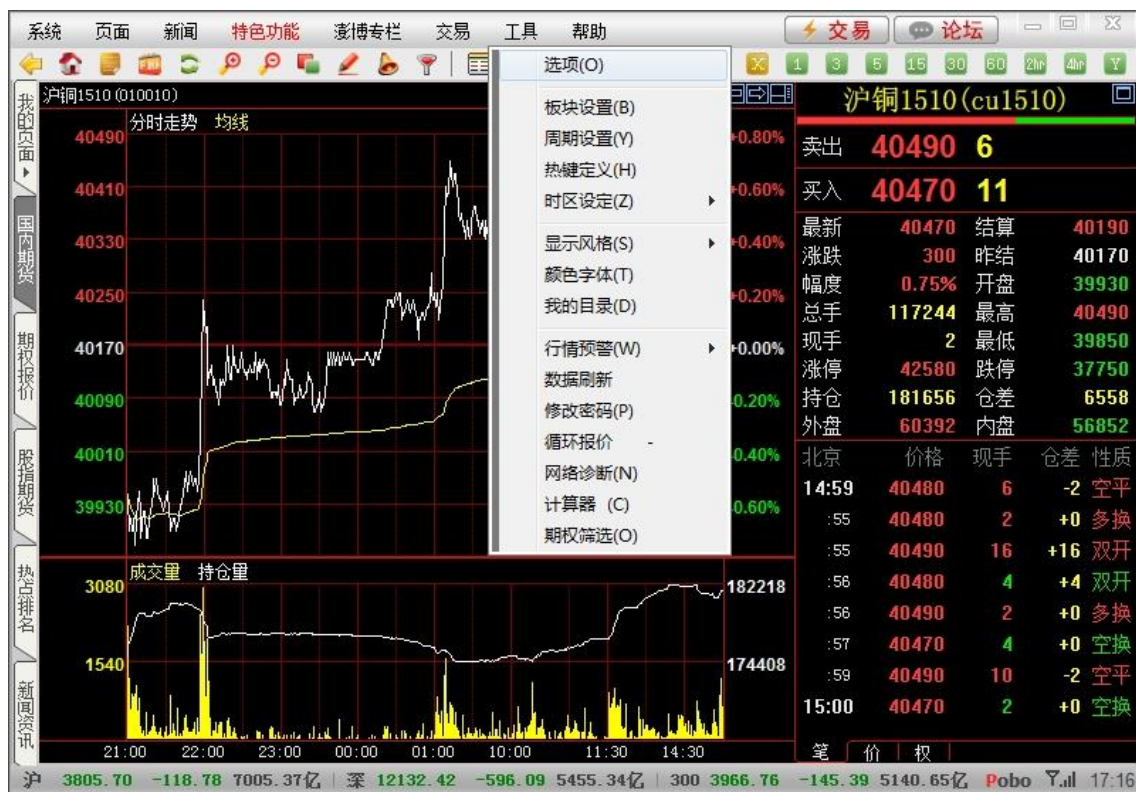 系统 页面 新闻 特色功能 澎博专栏 交易 工具 帮助 交易 论坛
X 1 3 5 15 30 60 2hr 4hr Y
我的页面
国内期货
期权报价
股指期货
热点排名
新闻资讯
沪铜1510 (010010)
分时走势 均线
40490
40410
40330
40250
40170
40090
40010
39930
+0.80%
+0.60%
+0.40%
+0.20%
+0.00%
0.20%
0.40%
0.60%
选项(O)
板块设置(B)
周期设置(Y)
热键定义(H)
时区设定(Z)
显示风格(S)
颜色字体(T)
我的目录(D)
行情预警(W)
数据刷新
修改密码(P)
循环报价 -
网络诊断(N)
计算器 (C)
期权筛选(O)
成交量 持仓量
3080 182218
1540 174408
21:00 22:00 23:00 00:00 01:00 10:00 11:30 14:30
沪铜1510(cu1510)
卖出 40490 6
买入 40470 11
最新 40470 结算 40190
涨跌 300 昨结 40170
幅度 0.75% 开盘 39930
总手 117244 最高 40490
现手 2 最低 39850
涨停 42580 跌停 37750
持仓 181656 仓差 6558
外盘 60392 内盘 56852
北京 价格 现手 仓差 性质
14:59 40480 6 -2 空平
:55 40480 2 +0 多换
:55 40490 16 +16 双开
:56 40480 4 +4 双开
:56 40490 2 +0 多换
:57 40470 4 +0 空换
:59 40490 10 -2 空平
15:00 40470 2 +0 空换
笔 价 权
沪 3805.70 -118.78 7005.37亿 深 12132.42 -596.09 5455.34亿 300 3966.76 -145.39 5140.65亿 Pobo 17:16